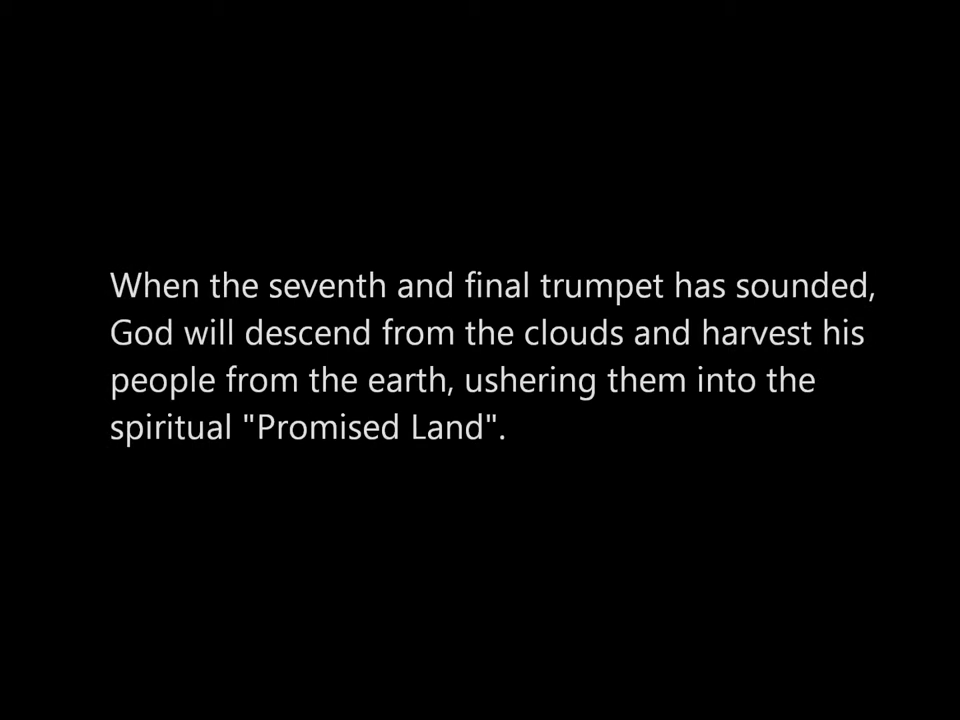 When the seventh and final trumpet has sounded,
God will descend from the clouds and harvest his
people from the earth, ushering them into the
spiritual "Promised Land".